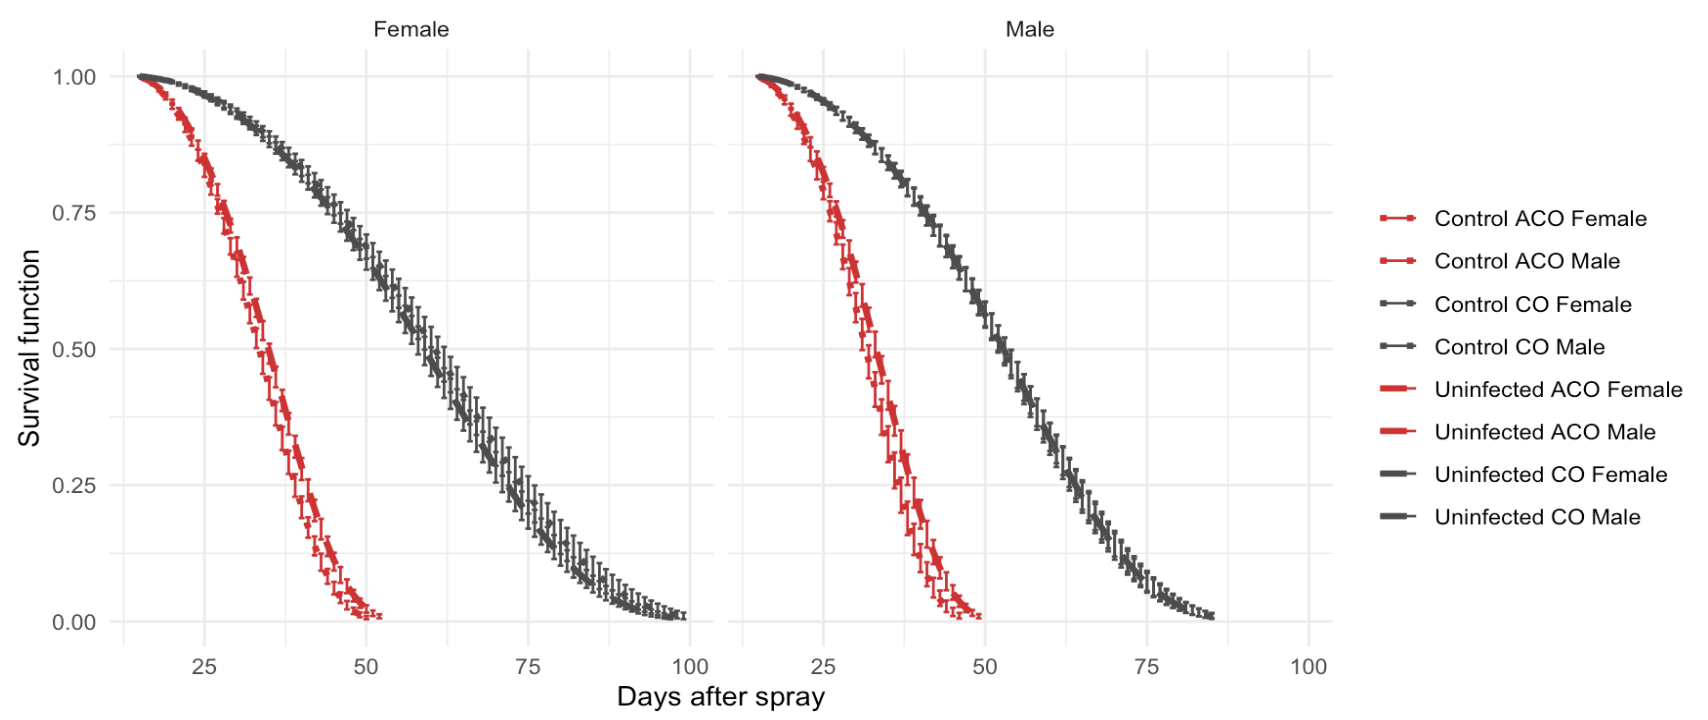 Female
Male
Survival function
1.00
0.75
0.50
0.25
0.00
25 50 75 100
25 50 75 100
Days after spray
Control ACO Female
Control ACO Male
Control CO Female
Control CO Male
Uninfected ACO Female
Uninfected ACO Male
Uninfected CO Female
Uninfected CO Male